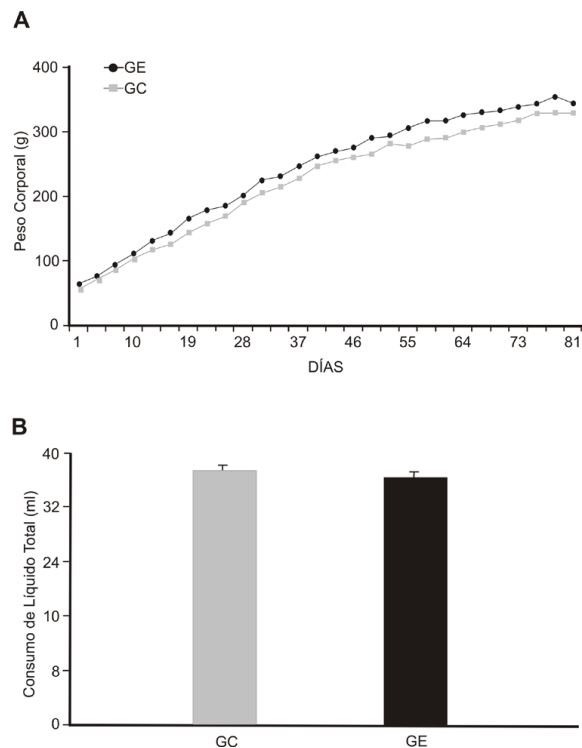 A
GE
GC
400
300
200
100
0
Peso Corporal (g)
1 10 19 28 37 46 55 64 73 81
DÍAS
B
40
32
24
10
8
0
Consumo de Líquido Total (ml)
GC GE